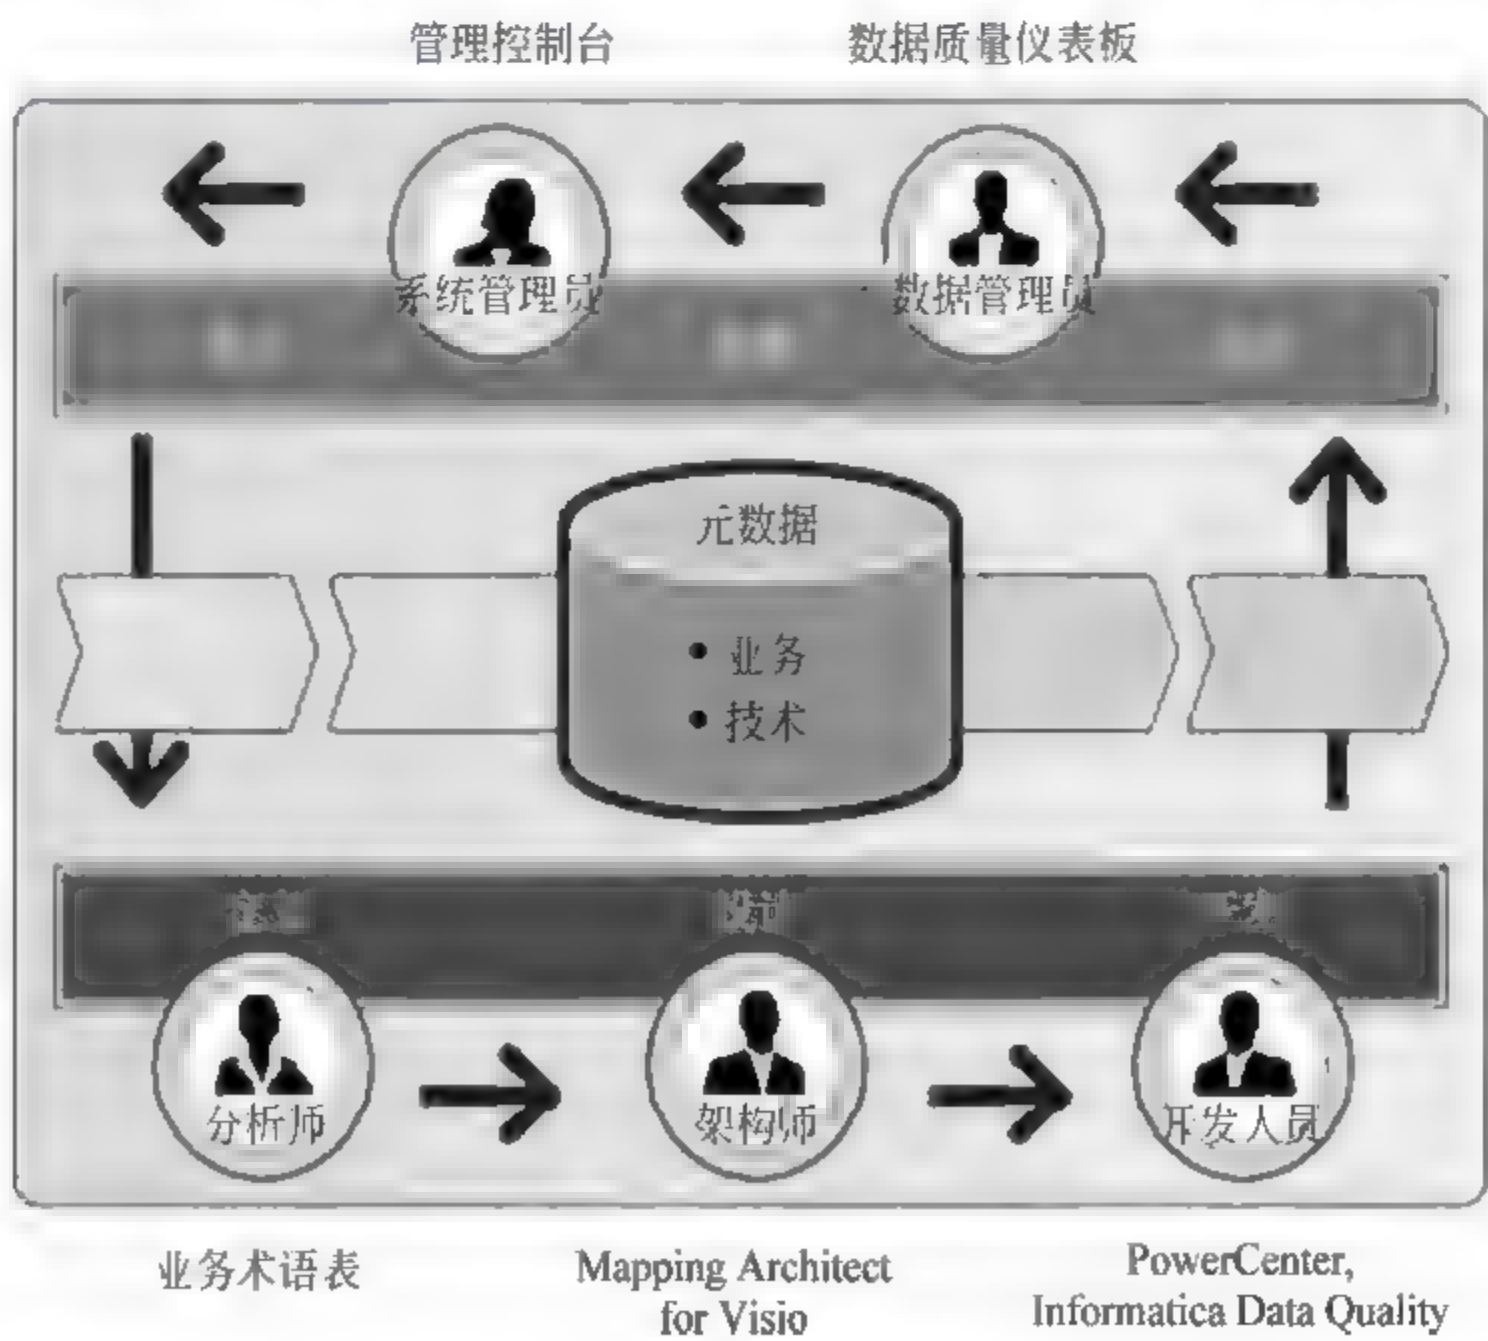 管理控制台
数据质量仪表板
系统管理员
数据管理员
元数据
• 业务
• 技术
分析师
架构师
开发人员
业务术语表
Mapping Architect
for Visio
PowerCenter,
Informatica Data Quality